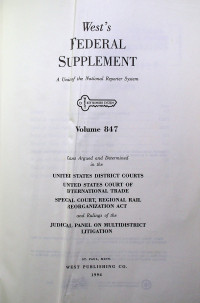 West's
FEDERAL
SUPPLEMENT
A Unit of the National Reporter System
Volume 847
Cases Argued and Determined
in the
UNITED STATES DISTRICT COURTS
UNITED STATES COURT OF
INTERNATIONAL TRADE
SPECIAL COURT, REGIONAL RAIL
REORGANIZATION ACT
and Rulings of the
JUDICIAL PANEL ON MULTIDISTRICT
LITIGATION
ST. PAUL, MINN.
WEST PUBLISHING CO.
1994